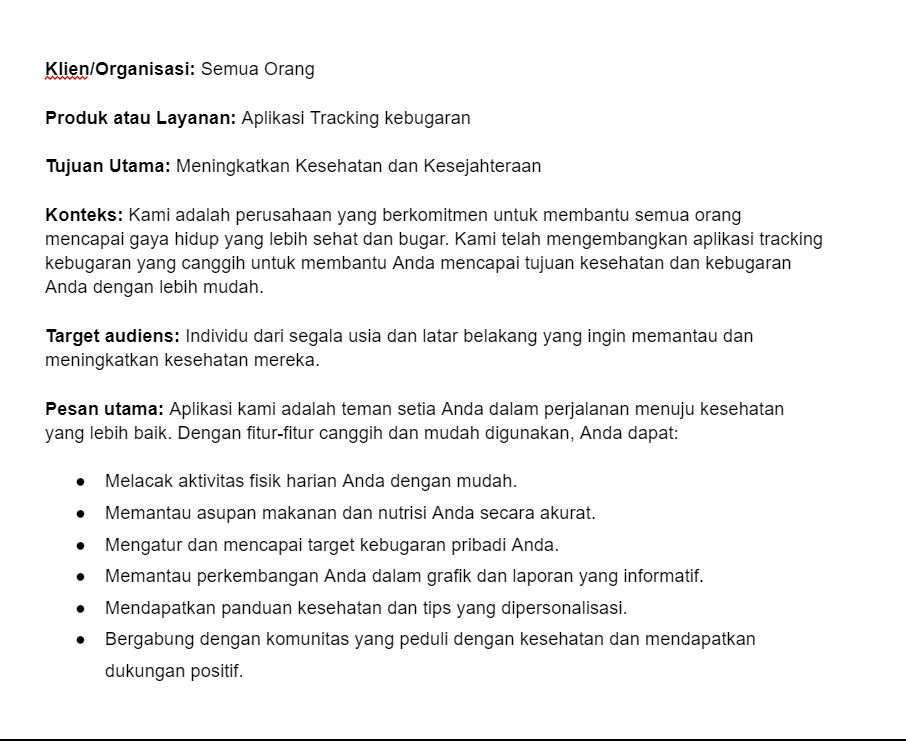 Klien/Organisasi: Semua Orang
Produk atau Layanan: Aplikasi Tracking kebugaran
Tujuan Utama: Meningkatkan Kesehatan dan Kesejahteraan
Konteks: Kami adalah perusahaan yang berkomitmen untuk membantu semua orang
mencapai gaya hidup yang lebih sehat dan bugar. Kami telah mengembangkan aplikasi tracking
kebugaran yang canggih untuk membantu Anda mencapai tujuan kesehatan dan kebugaran
Anda dengan lebih mudah.
Target audiens: Individu dari segala usia dan latar belakang yang ingin memantau dan
meningkatkan kesehatan mereka.
Pesan utama: Aplikasi kami adalah teman setia Anda dalam perjalanan menuju kesehatan
yang lebih baik. Dengan fitur-fitur canggih dan mudah digunakan, Anda dapat:
● Melacak aktivitas fisik harian Anda dengan mudah.
● Memantau asupan makanan dan nutrisi Anda secara akurat.
● Mengatur dan mencapai target kebugaran pribadi Anda.
● Memantau perkembangan Anda dalam grafik dan laporan yang informatif.
● Mendapatkan panduan kesehatan dan tips yang dipersonalisasi.
● Bergabung dengan komunitas yang peduli dengan kesehatan dan mendapatkan
dukungan positif.